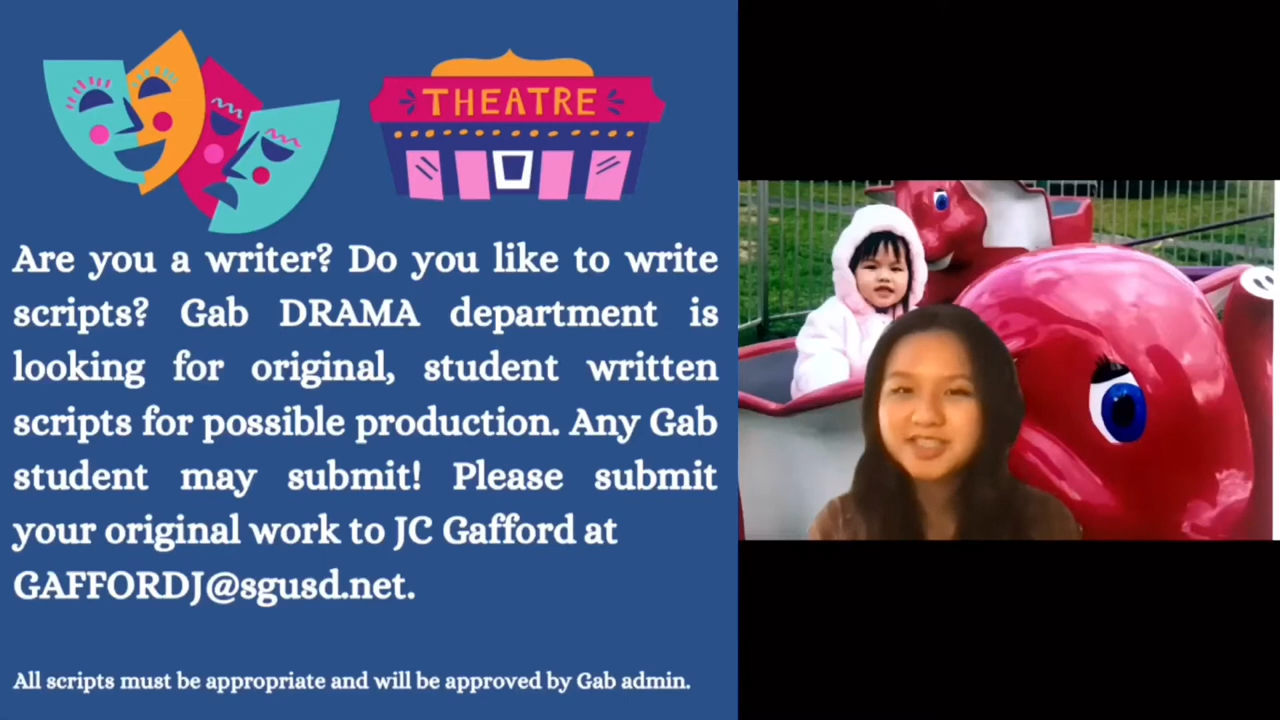 THEATRE
Are you a writer? Do you like to write
scripts? Gab DRAMA department is
looking for original, student written
scripts for possible production. Any Gab
student may submit! Please submit
your original work to JC Gafford at
GAFFORDJ@sgusd.net.
All scripts must be appropriate and will be approved by Gab admin.